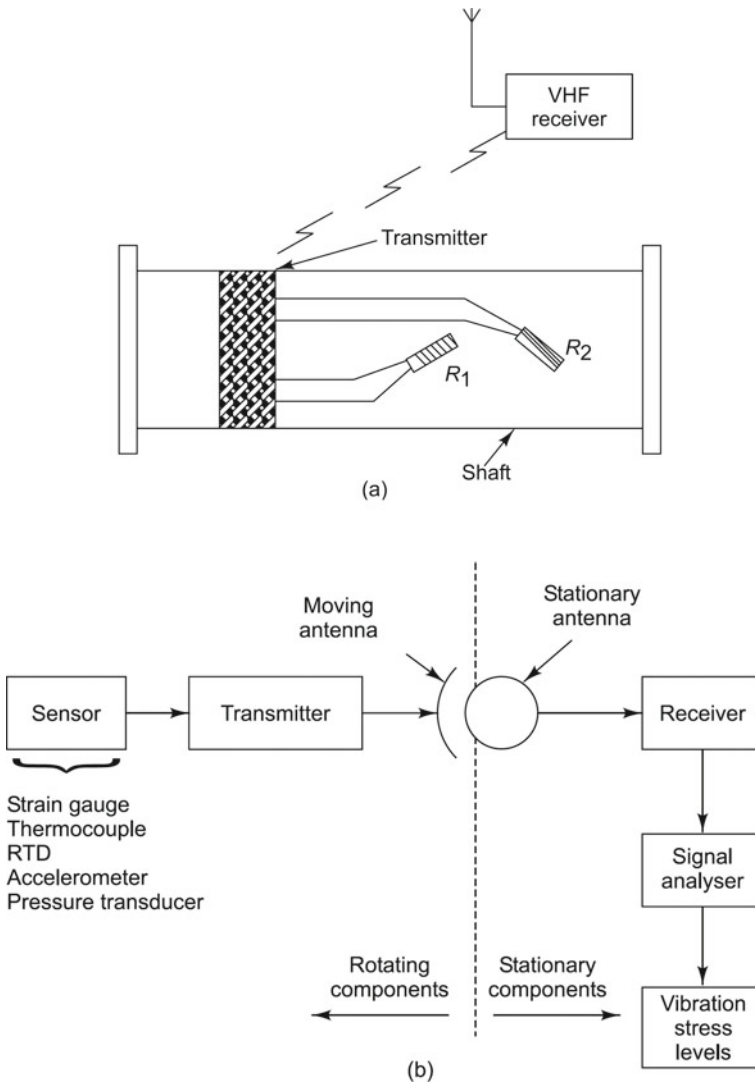 VHF
receiver
Transmitter
R1
R2
Shaft
(a)
Moving
antenna
Stationary
antenna
Sensor
Transmitter
Receiver
Strain gauge
Thermocouple
RTD
Accelerometer
Pressure transducer
Signal
analyser
Rotating
components
Stationary
components
Vibration
stress
levels
(b)